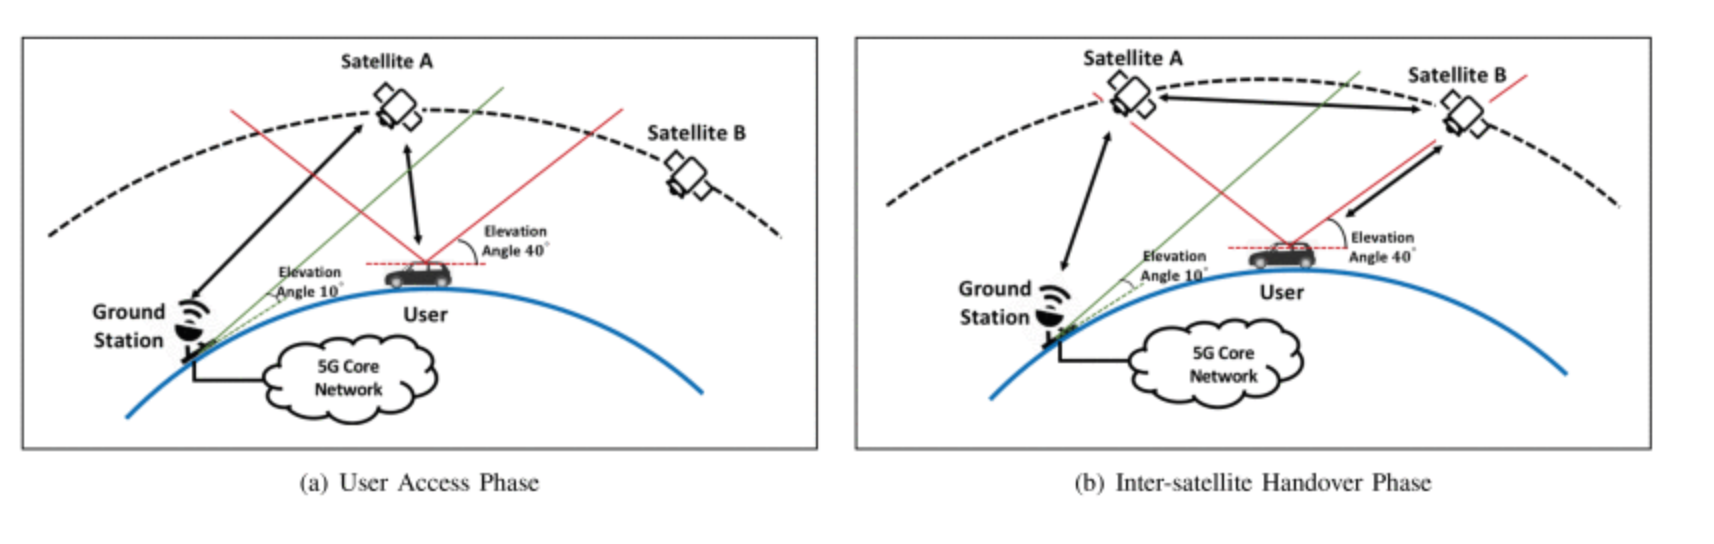 Satellite A
Satellite B
Elevation
Angle 40°
Elevation
Angle 10°
Ground
Station
User
5G Core
Network
(a) User Access Phase
Satellite A
Satellite B
Elevation
Angle 40°
Elevation
Angle 10°
Ground
Station
User
5G Core
Network
(b) Inter-satellite Handover Phase